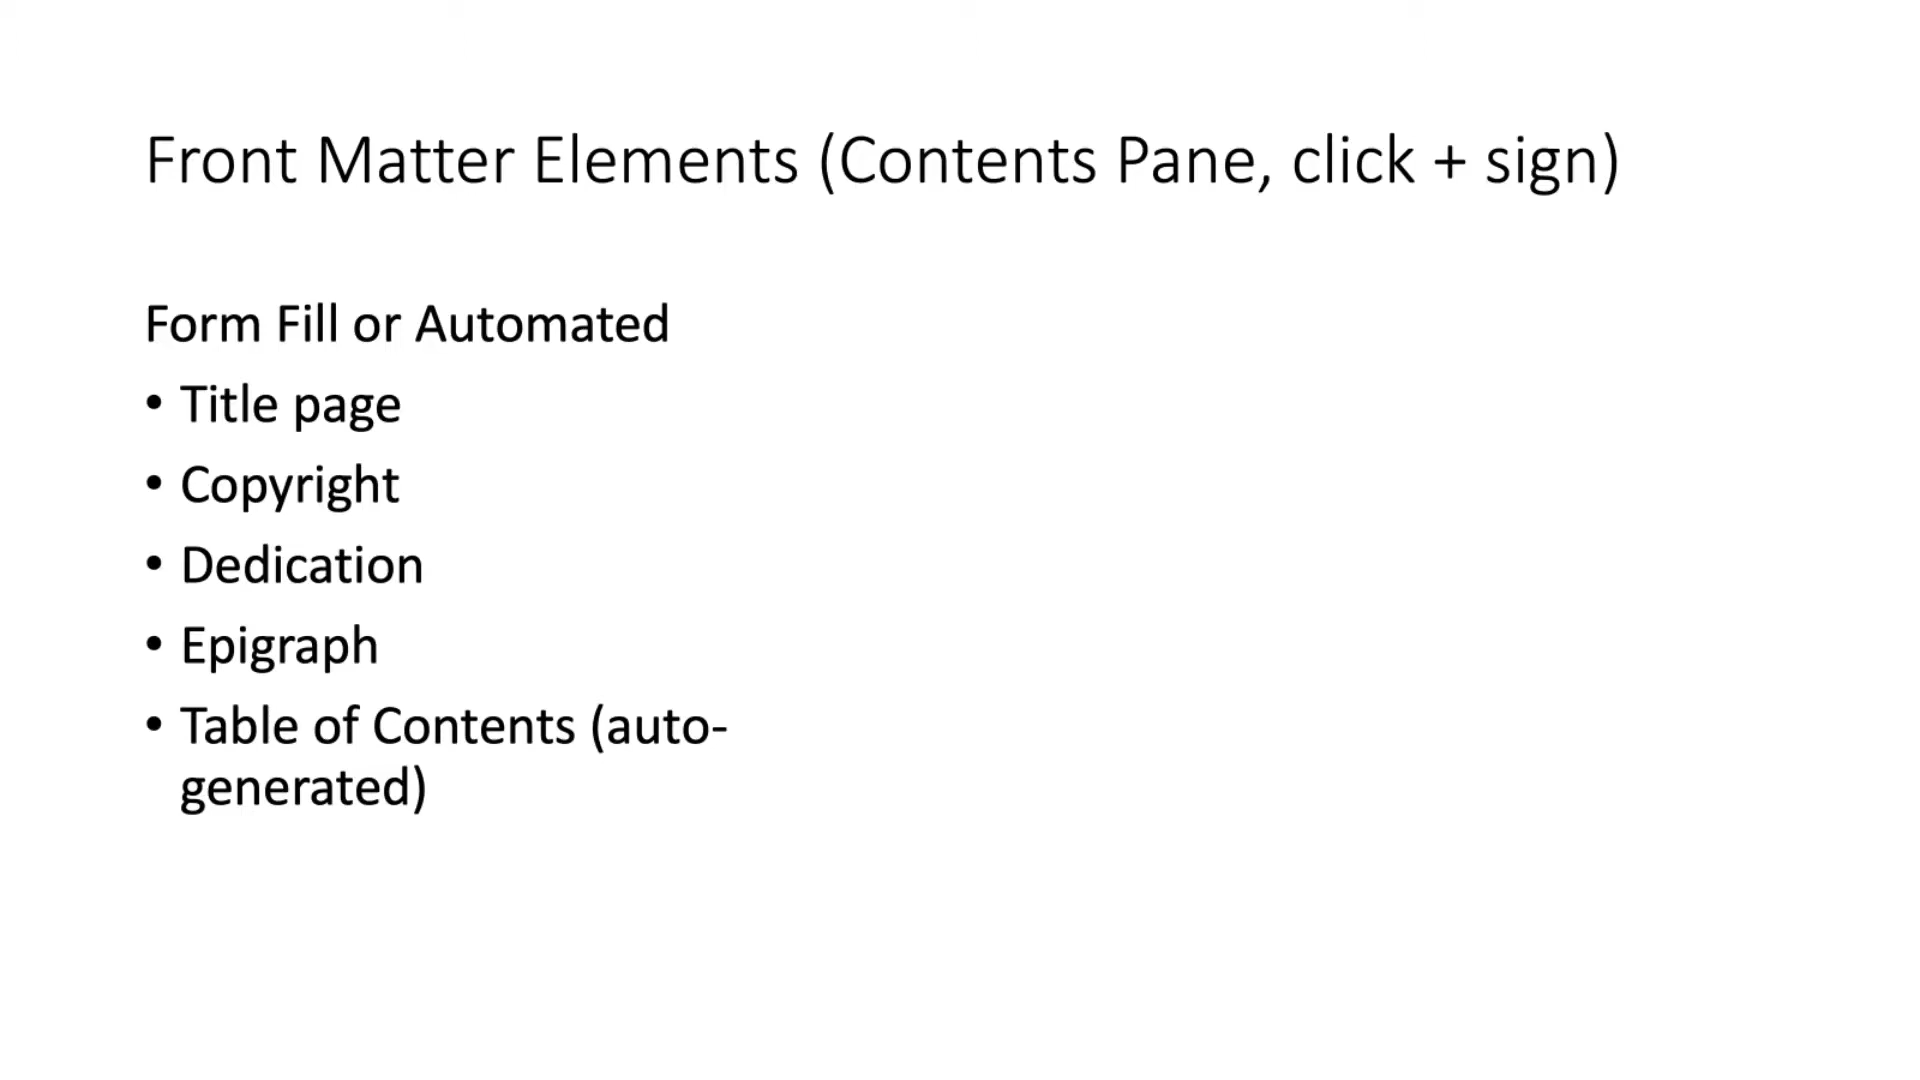 Front Matter Elements (Contents Pane, click + sign)
Form Fill or Automated
• Title page
• Copyright
• Dedication
• Epigraph
• Table of Contents (auto-
generated)